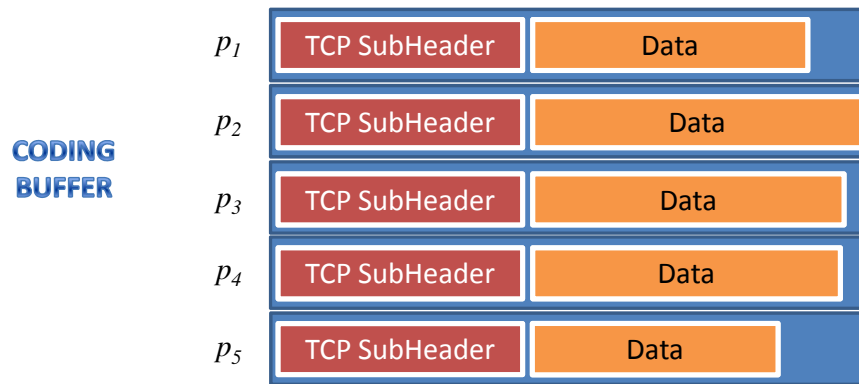 p1 TCP SubHeader Data
p2 TCP SubHeader Data
CODING
BUFFER
p3 TCP SubHeader Data
p4 TCP SubHeader Data
p5 TCP SubHeader Data